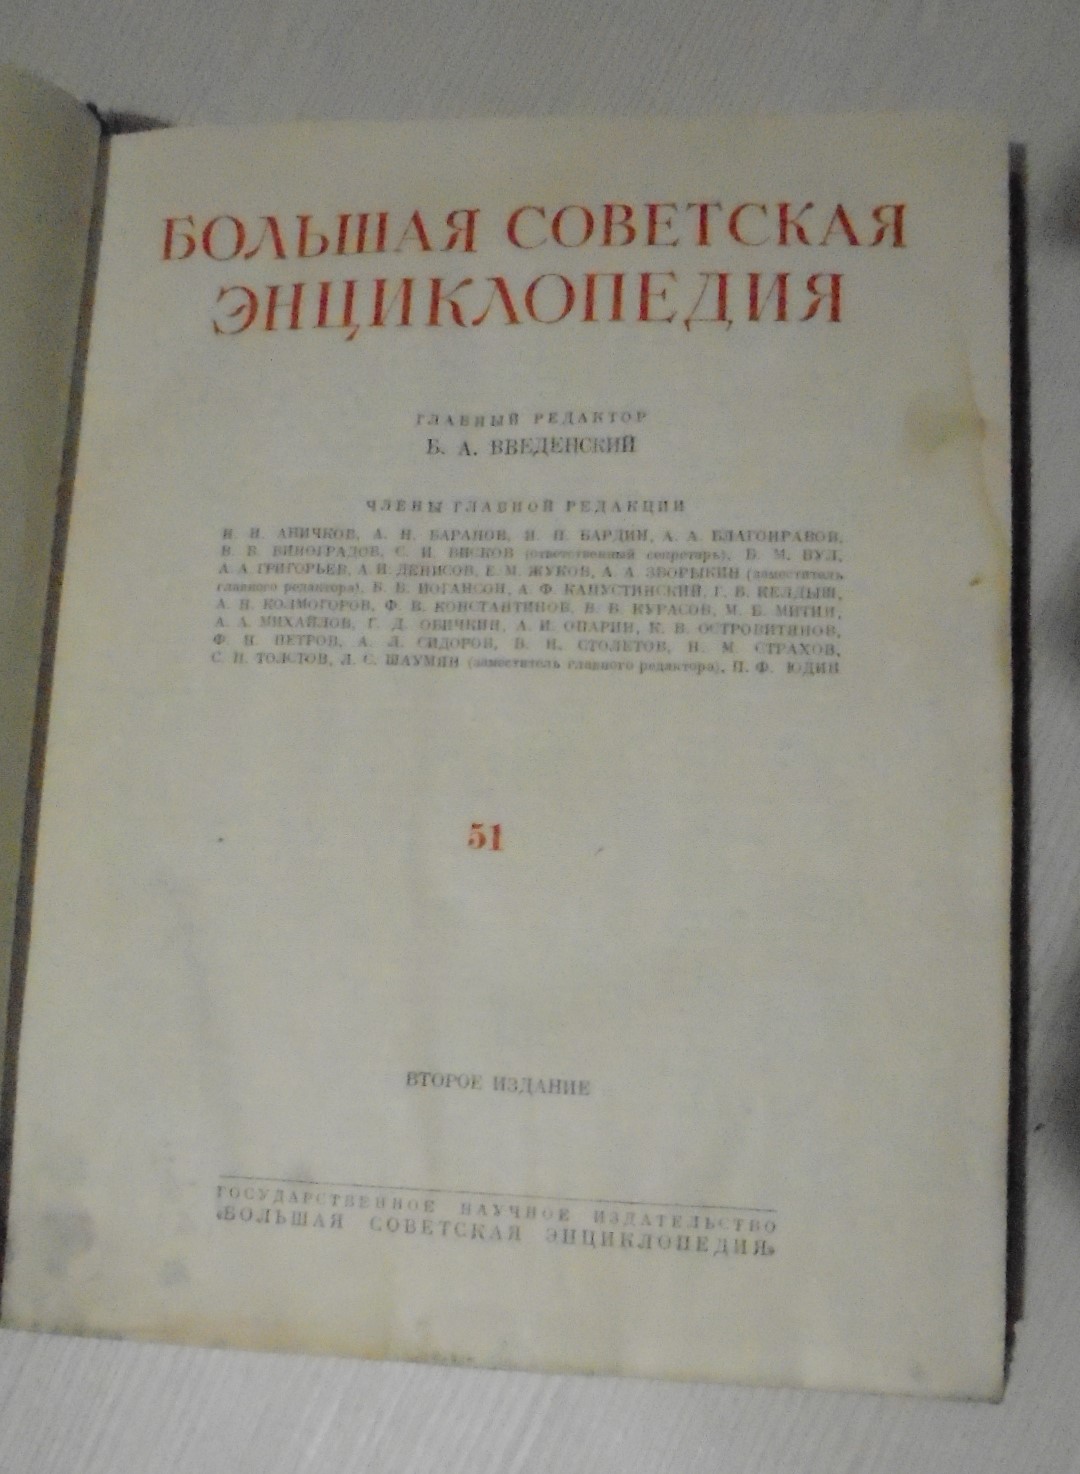 БОЛЬШАЯ СОВЕТСКАЯ
ЭНЦИКЛОПЕДИЯ
ГЛАВНЫЙ РЕДАКТОР
Б. А. ВВЕДЕНСКИЙ
ЧЛЕНЫ ГЛАВНОЙ РЕДАКЦИИ
Н. Н. АНИЧКОВ, А. Н. БАРАНОВ, И. П. БАРДИН, А. А. БЛАГОНРАВОВ,
В. В. ВИНОГРАДОВ, С. И. ВИСКОВ (ответственный секретарь), Б. М. ВУЛ,
А. А. ГРИГОРЬЕВ, А. И. ДЕНИСОВ, Е. М. ЖУКОВ, А. А. ЗВОРЫКИН (заместитель
главного редактора), Б. В. ИОГАНСОН, А. Ф. КАПУСТИНСКИЙ, Г. В. КЕЛДЫШ,
А. Н. КОЛМОГОРОВ, Ф. В. КОНСТАНТИНОВ, В. В. КУРАСОВ, М. Б. МИТИН,
А. А. МИХАЙЛОВ, Г. Д. ОБИЧКИН, А. И. ОПАРИН, К. В. ОСТРОВИТЯНОВ,
Ф. Н. ПЕТРОВ, А. Л. СИДОРОВ, В. Н. СТОЛЕТОВ, Н. М. СТРАХОВ,
С. П. ТОЛСТОВ, Л. С. ШАУМЯН (заместитель главного редактора), П. Ф. ЮДИН
51
ВТОРОЕ ИЗДАНИЕ
ГОСУДАРСТВЕННОЕ НАУЧНОЕ ИЗДАТЕЛЬСТВО
«БОЛЬШАЯ СОВЕТСКАЯ ЭНЦИКЛОПЕДИЯ»